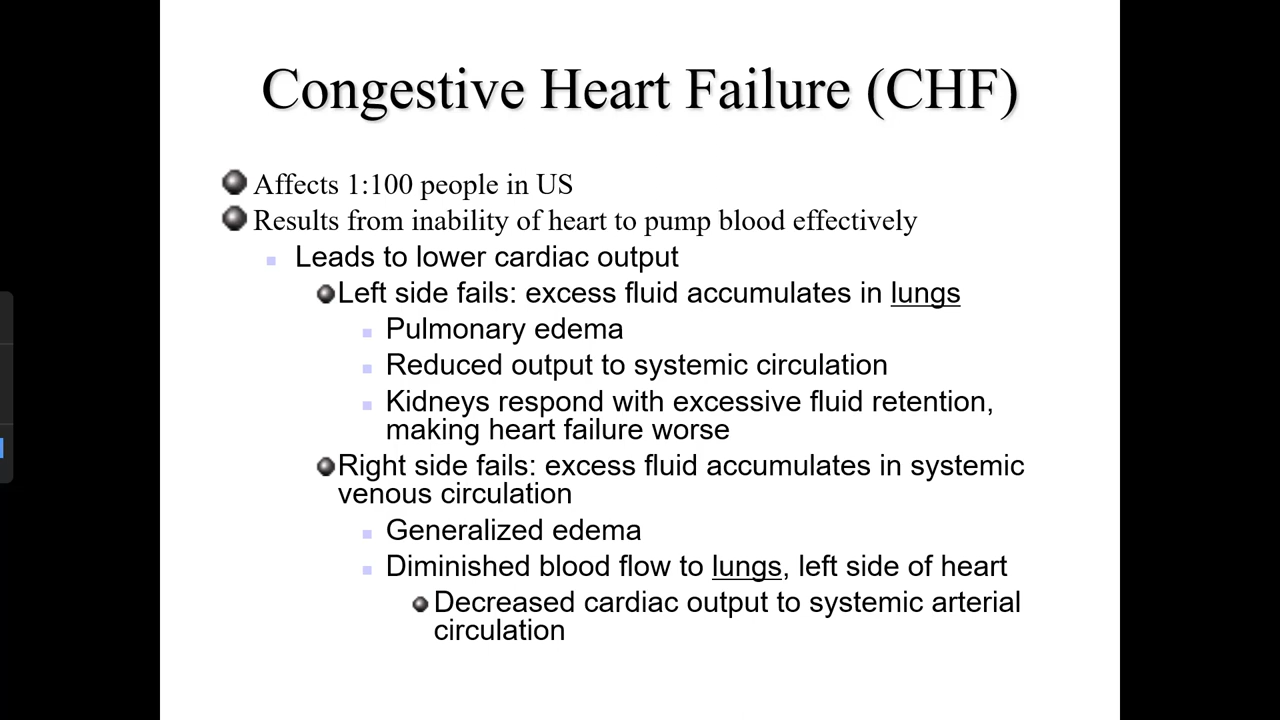 Congestive Heart Failure (CHF)
Affects 1:100 people in US
Results from inability of heart to pump blood effectively
Leads to lower cardiac output
Left side fails: excess fluid accumulates in lungs
Pulmonary edema
Reduced output to systemic circulation
Kidneys respond with excessive fluid retention,
making heart failure worse
Right side fails: excess fluid accumulates in systemic
venous circulation
Generalized edema
Diminished blood flow to lungs, left side of heart
Decreased cardiac output to systemic arterial
circulation